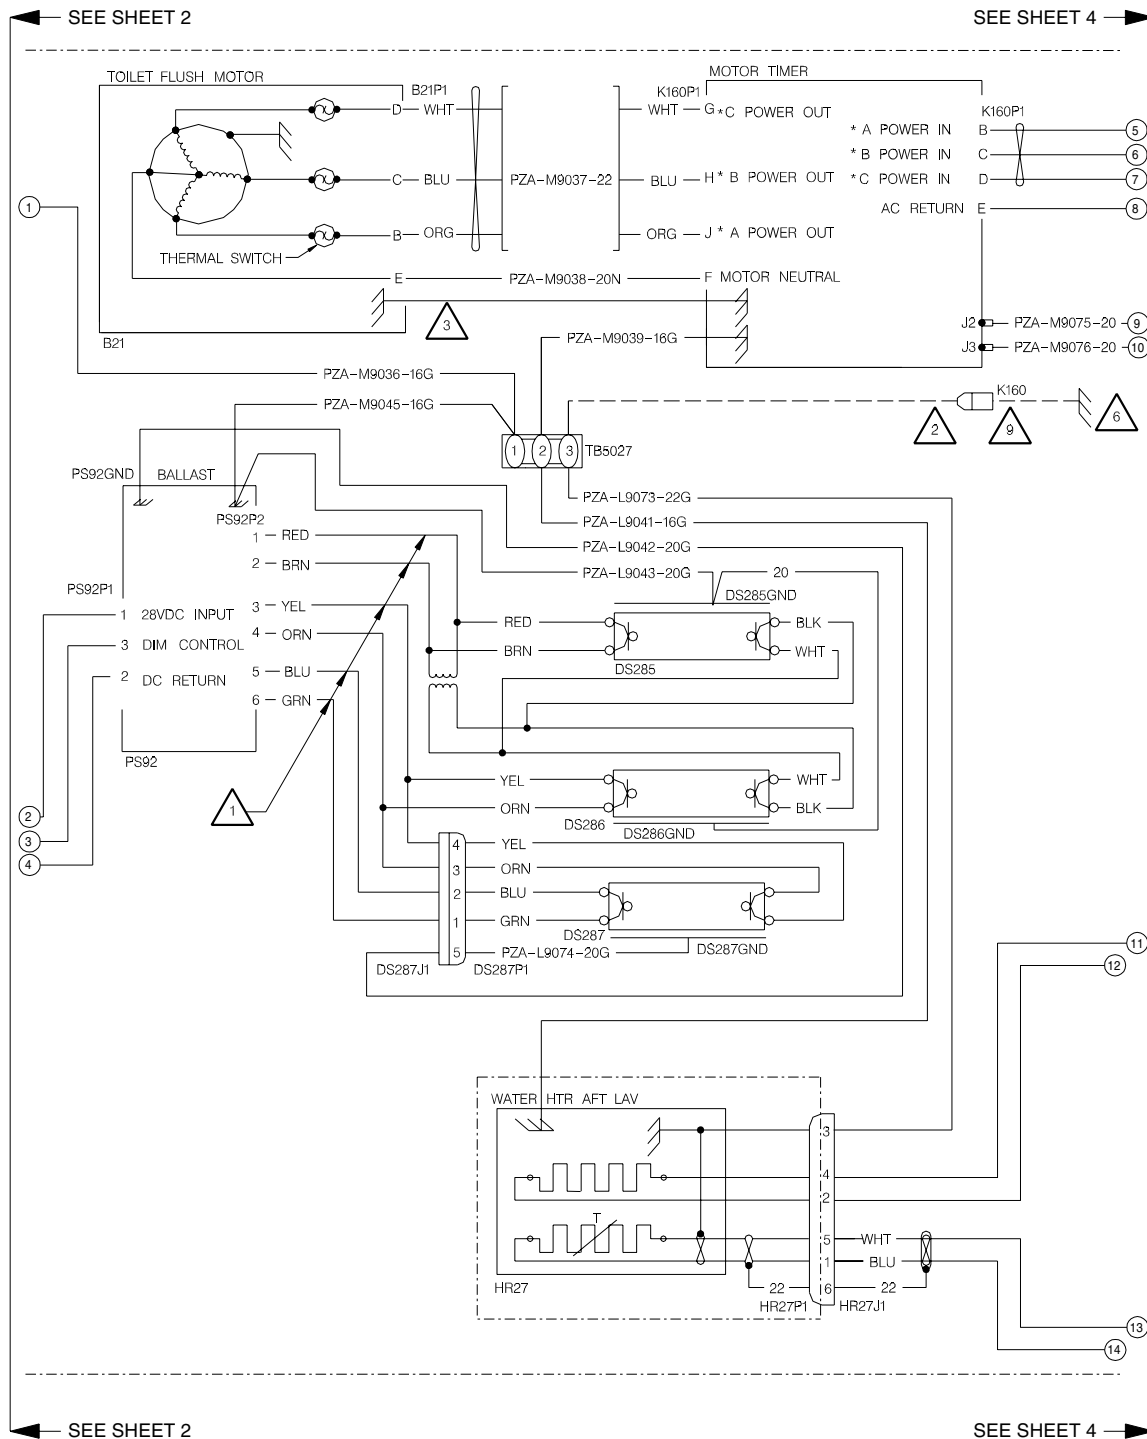 SEE SHEET 2
SEE SHEET 4
TOILET FLUSH MOTOR
B21P1
D WHT
C BLU
B ORG
THERMAL SWITCH
E
B21
PZA-M9037-22
PZA-M9038-20N
3
MOTOR TIMER
K160P1
WHT G *C POWER OUT
BLU H * B POWER OUT
ORG J * A POWER OUT
F MOTOR NEUTRAL
K160P1
* A POWER IN B
* B POWER IN C
*C POWER IN D
AC RETURN E
5
6
7
8
J2 PZA-M9075-20 9
J3 PZA-M9076-20 10
1
PZA-M9039-16G
PZA-M9036-16G
PZA-M9045-16G
1 2 3 TB5027
K160
2
9
6
PS92GND BALLAST
PS92P2
PS92P1
1 28VDC INPUT
3 DIM CONTROL
2 DC RETURN
PS92
1 RED
2 BRN
3 YEL
4 ORN
5 BLU
6 GRN
1
2
3
4
PZA-L9073-22G
PZA-L9041-16G
PZA-L9042-20G
PZA-L9043-20G
20
DS285GND
RED
BRN
BLK
WHT
DS285
YEL
ORN
WHT
BLK
DS286
DS286GND
4 YEL
3 ORN
2 BLU
1 GRN
DS287
DS287GND
5 PZA-L9074-20G
DS287J1 DS287P1
11
12
WATER HTR AFT LAV
T
HR27
3
4
2
5 WHT
1 BLU
22 6 22
HR27P1 HR27J1
13
14
SEE SHEET 2
SEE SHEET 4